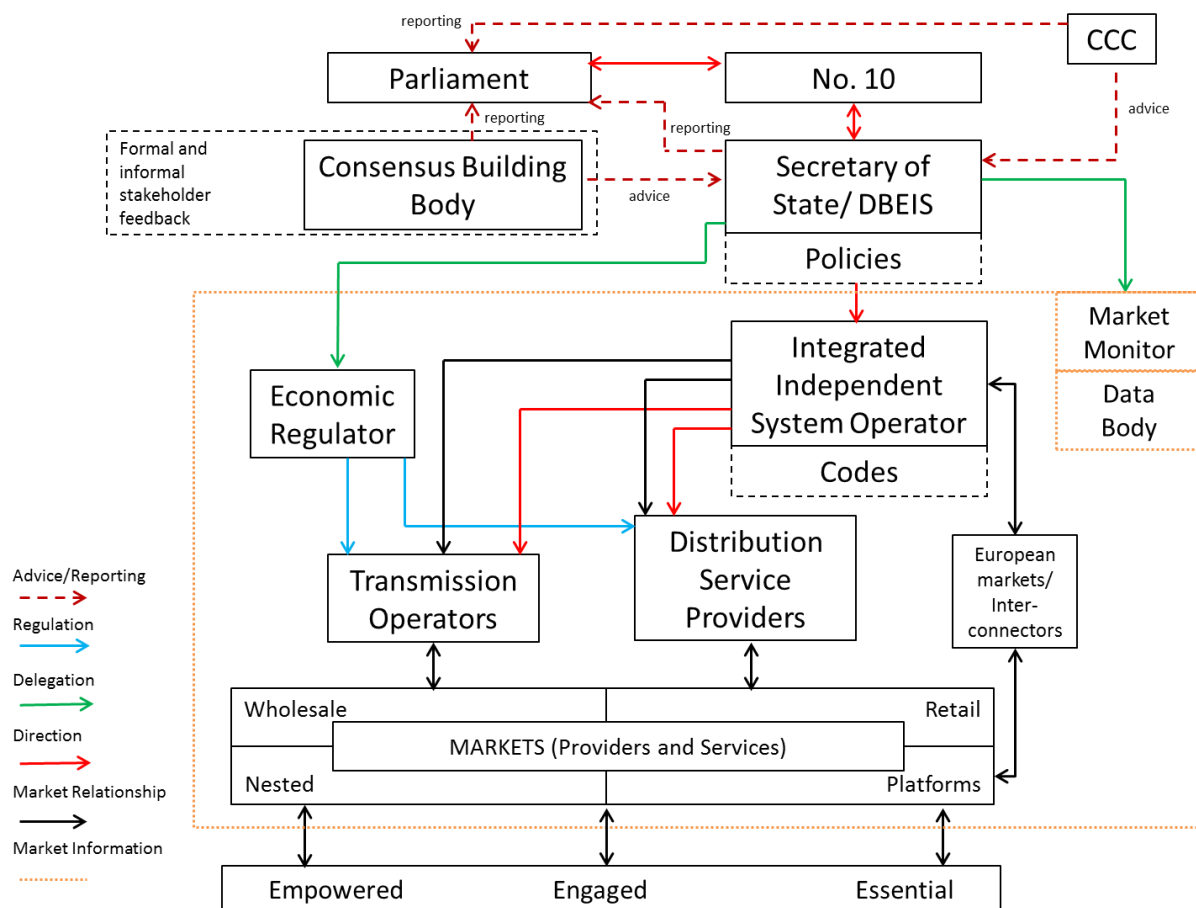 reporting
CCC
Parliament
No. 10
advice
reporting
reporting
Formal and
informal
stakeholder
feedback
Consensus Building
Body
advice
Secretary of
State/ DBEIS
Policies
Market
Monitor
Data
Body
Integrated
Independent
System Operator
Codes
Economic
Regulator
Distribution
Service
Providers
Transmission
Operators
European
markets/
Inter-
connectors
Advice/Reporting
Regulation
Delegation
Direction
Market Relationship
Market Information
Wholesale
Retail
MARKETS (Providers and Services)
Nested
Platforms
Empowered
Engaged
Essential